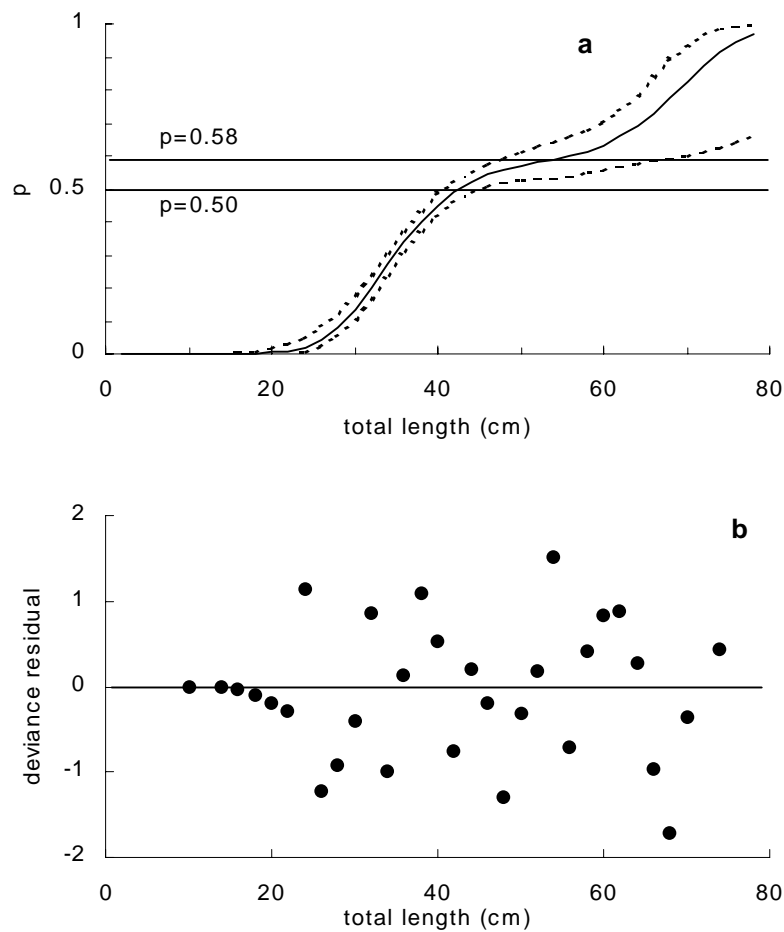 1
a
p=0.58
p
0.5
p=0.50
0
0 20 40 60 80
total length (cm)
2
b
1
deviance residual
0
-1
-2
0 20 40 60 80
total length (cm)